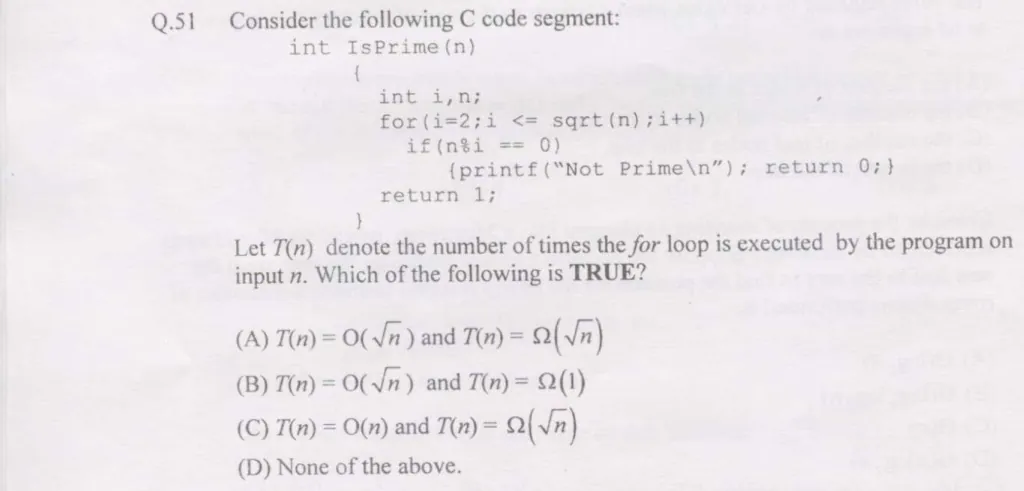 Q.51 Consider the following C code segment:
int IsPrime(n)
{
int i,n;
for(i=2;i <= sqrt(n);i++)
if(n%i == 0)
{printf("Not Prime\n"); return 0;}
return 1;
}
Let T(n) denote the number of times the for loop is executed by the program on
input n. Which of the following is TRUE?
(A) T(n) = O(√n) and T(n) = Ω(√n)
(B) T(n) = O(√n) and T(n) = Ω(1)
(C) T(n) = O(n) and T(n) = Ω(√n)
(D) None of the above.